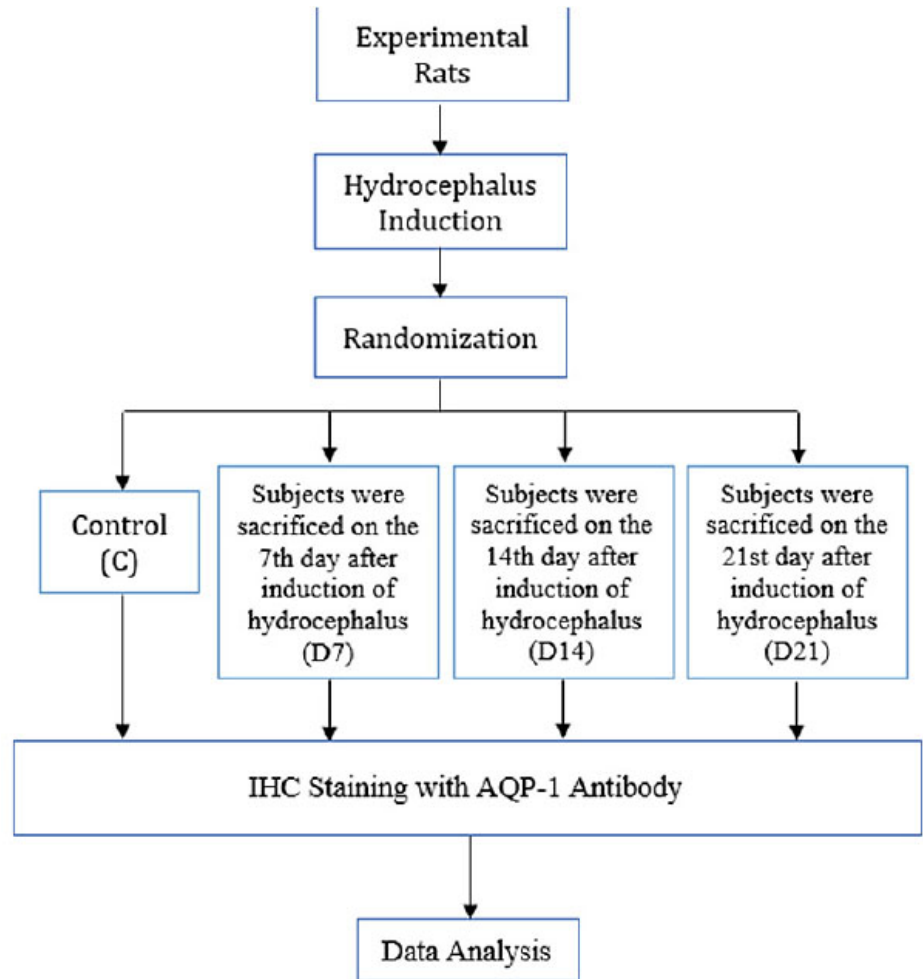 Experimental
Rats
Hydrocephalus
Induction
Randomization
Control
(C)
Subjects were
sacrificed on the
7th day after
induction of
hydrocephalus
(D7)
Subjects were
sacrificed on the
14th day after
induction of
hydrocephalus
(D14)
Subjects were
sacrificed on the
21st day after
induction of
hydrocephalus
(D21)
IHC Staining with AQP-1 Antibody
Data Analysis